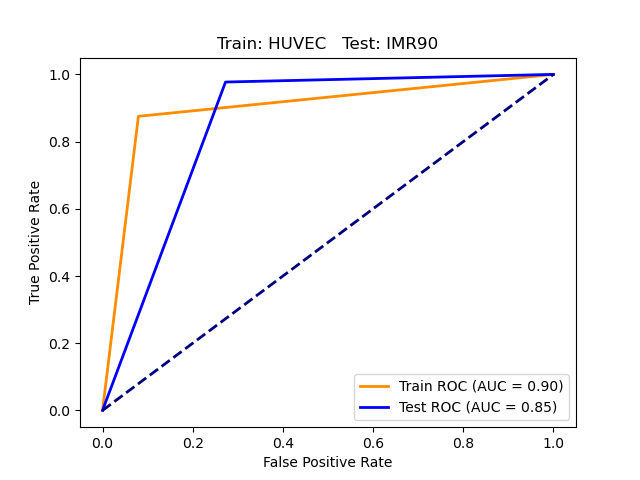 Train: HUVEC   Test: IMR90
True Positive Rate
1.0
0.8
0.6
0.4
0.2
0.0
Train ROC (AUC = 0.90)
Test ROC (AUC = 0.85)
0.0 0.2 0.4 0.6 0.8 1.0
False Positive Rate